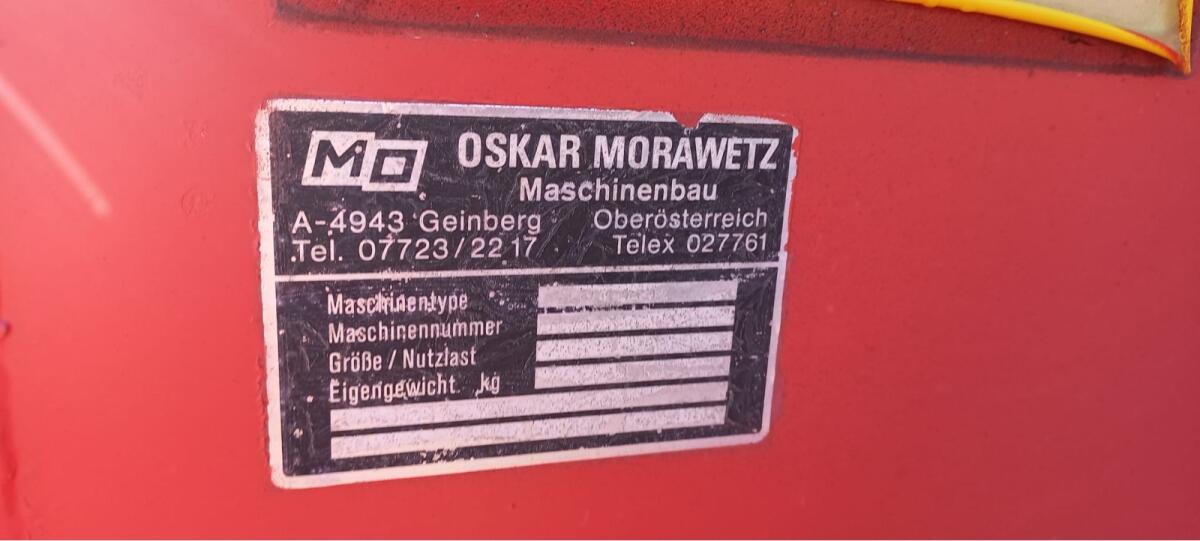 MO OSKAR MORAWETZ
Maschinenbau
A-4943 Geinberg Oberösterreich
Tel. 07723/22 17 Telex 027761
Maschinentype
Maschinennummer
Größe / Nutzlast
Eigengewicht kg